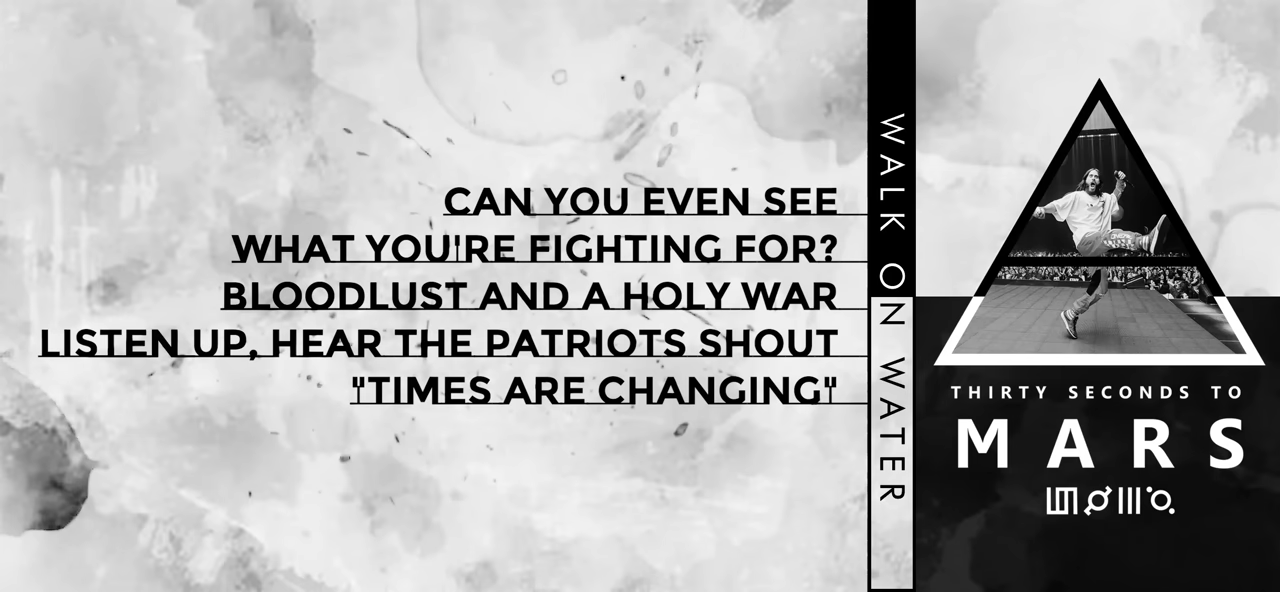 CAN YOU EVEN SEE
WHAT YOU'RE FIGHTING FOR?
BLOODLUST AND A HOLY WAR
LISTEN UP, HEAR THE PATRIOTS SHOUT
"TIMES ARE CHANGING"
WALK ON WATER
THIRTY SECONDS TO
MARS